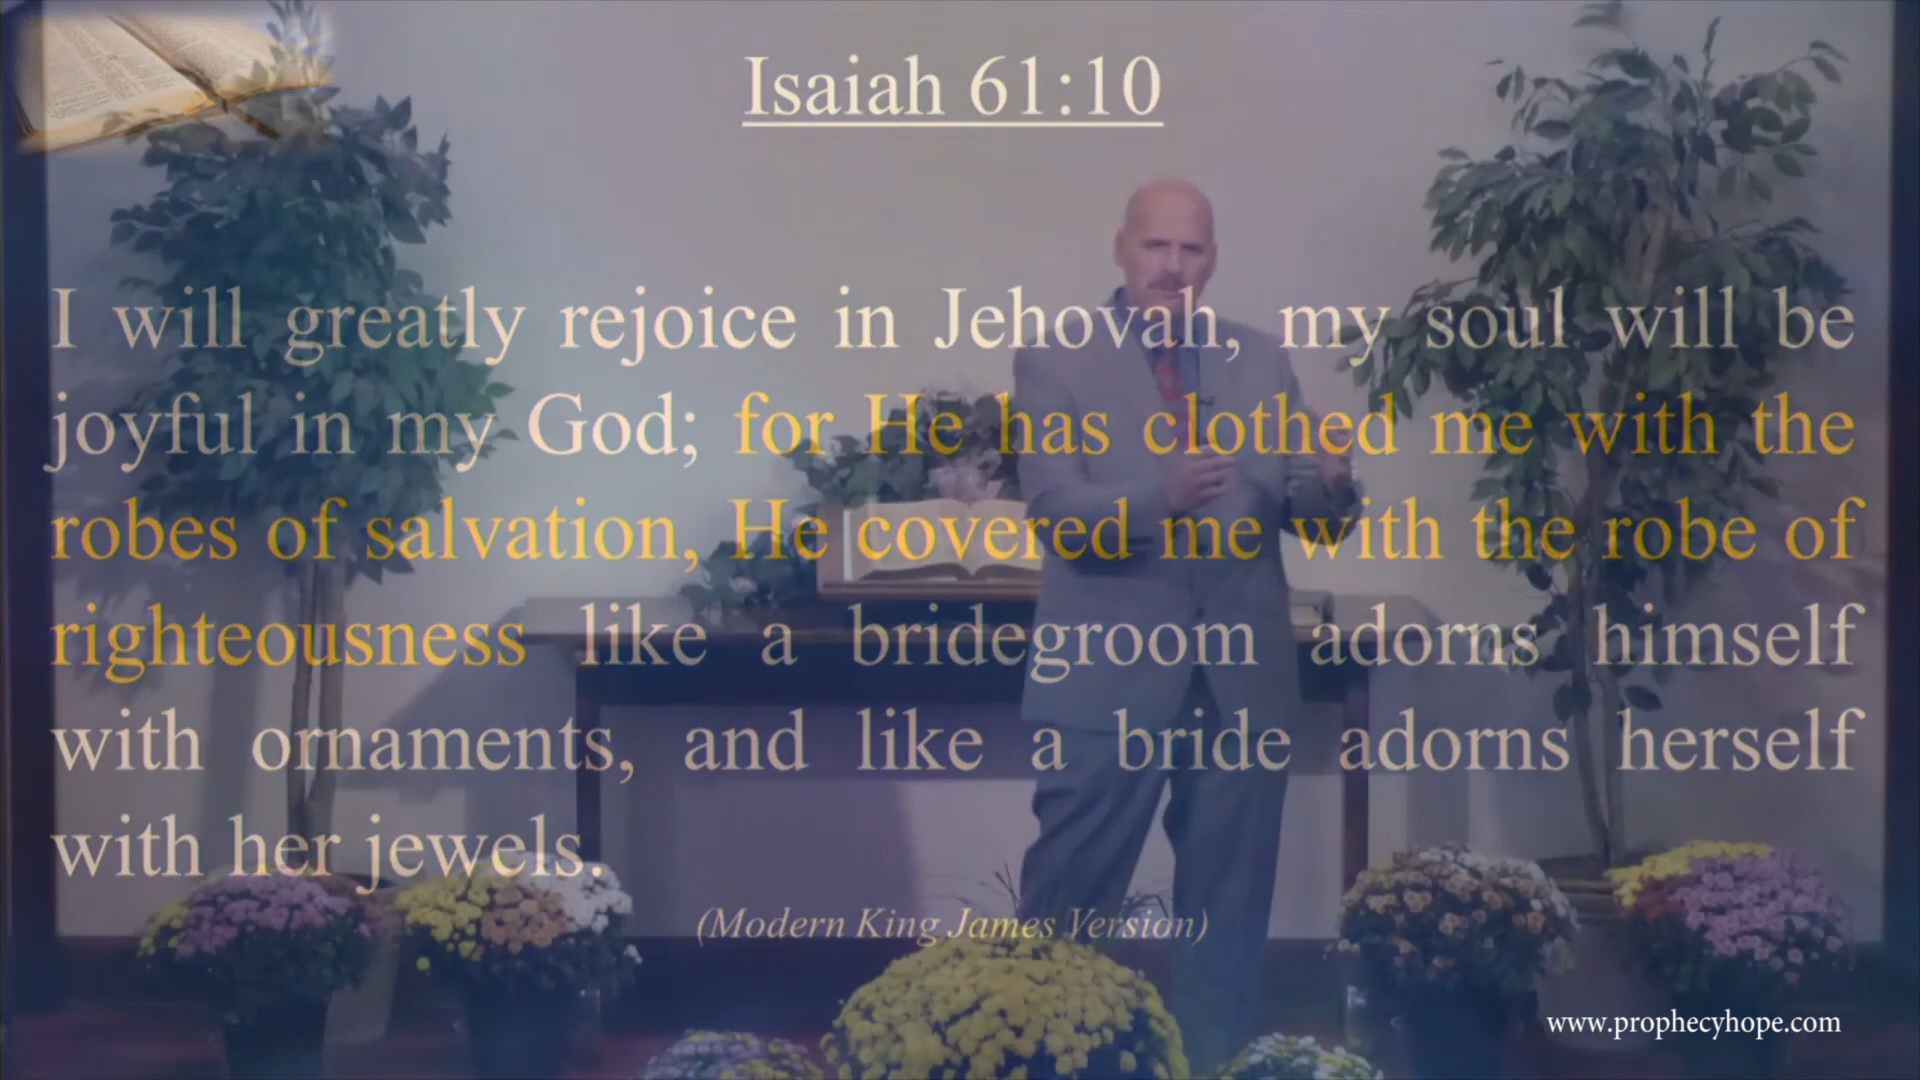 Isaiah 61:10
I will greatly rejoice in Jehovah, my soul will be
joyful in my God; for He has clothed me with the
robes of salvation, He covered me with the robe of
righteousness like a bridegroom adorns himself
with ornaments, and like a bride adorns herself
with her jewels.
(Modern King James Version)
www.prophecyhope.com